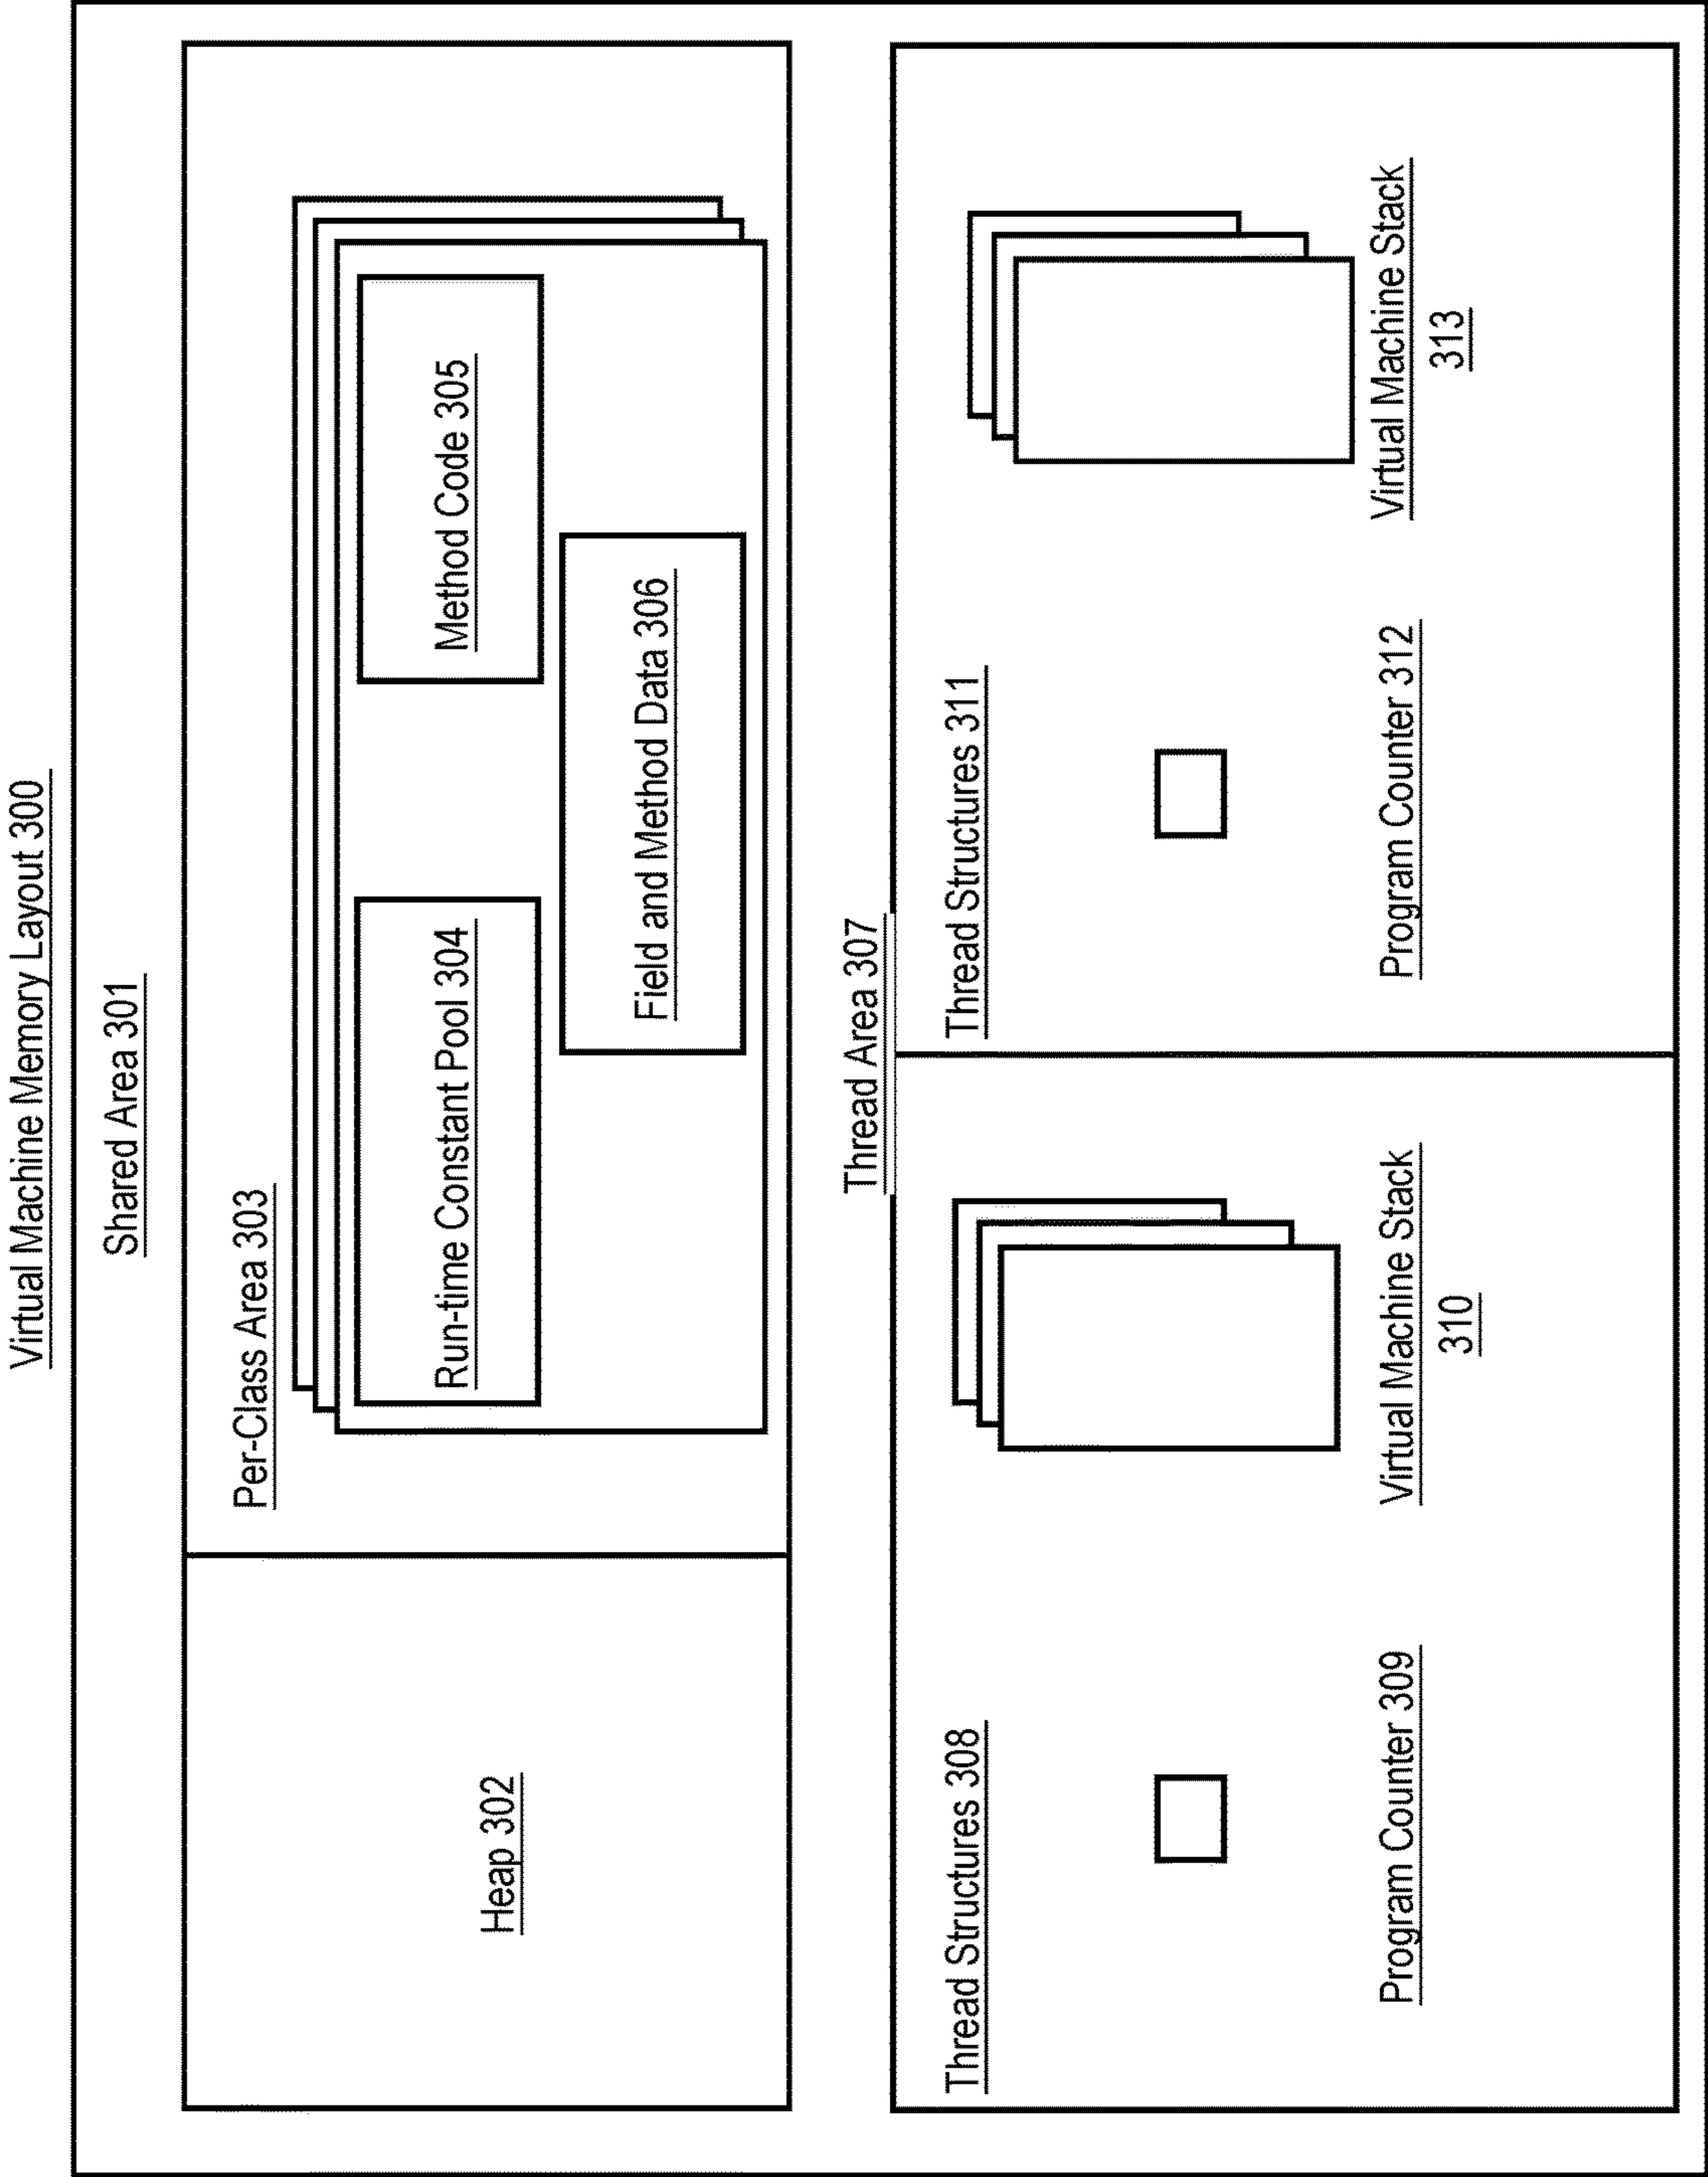 Virtual Machine Memory Layout 300
Shared Area 301
Heap 302
Per-Class Area 303
Run-time Constant Pool 304
Method Code 305
Field and Method Data 306
Thread Area 307
Thread Structures 308
Program Counter 309
Virtual Machine Stack
310
Thread Structures 311
Program Counter 312
Virtual Machine Stack
313